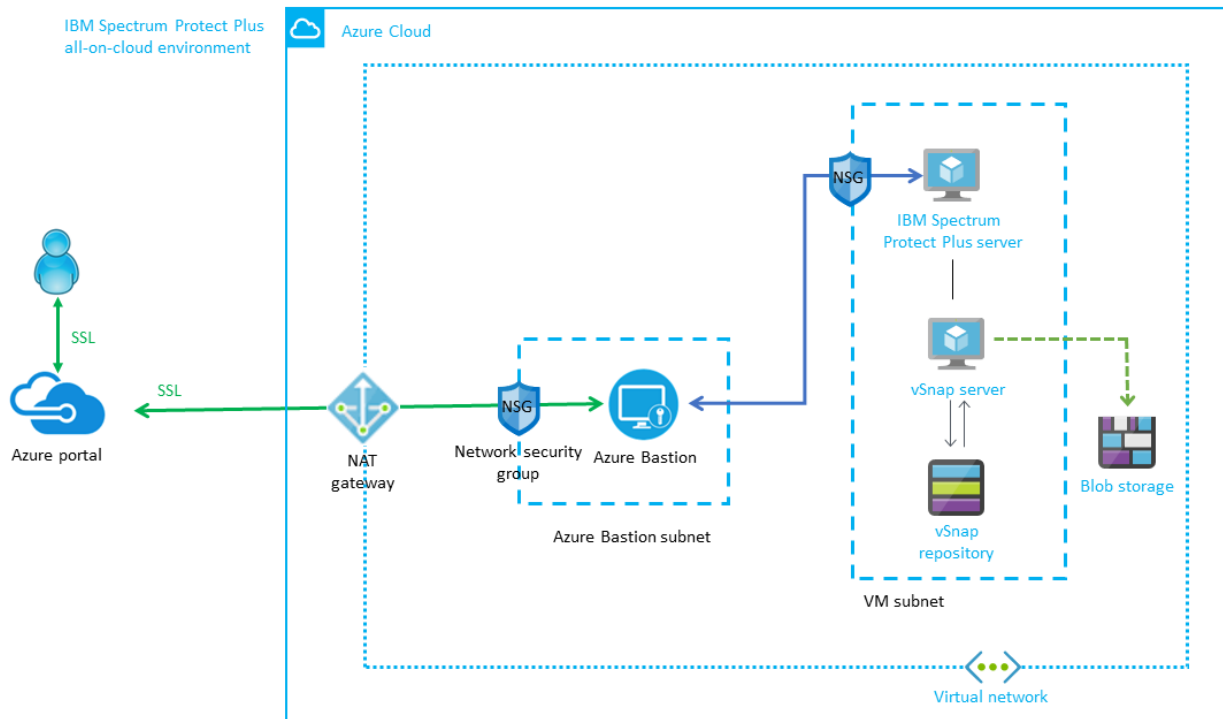 IBM Spectrum Protect Plus
all-on-cloud environment
Azure Cloud
NSG
IBM Spectrum
Protect Plus server
SSL
vSnap server
SSL
NSG
Azure portal
NAT
gateway
Network security
group
Azure Bastion
Blob storage
vSnap
repository
Azure Bastion subnet
VM subnet
Virtual network